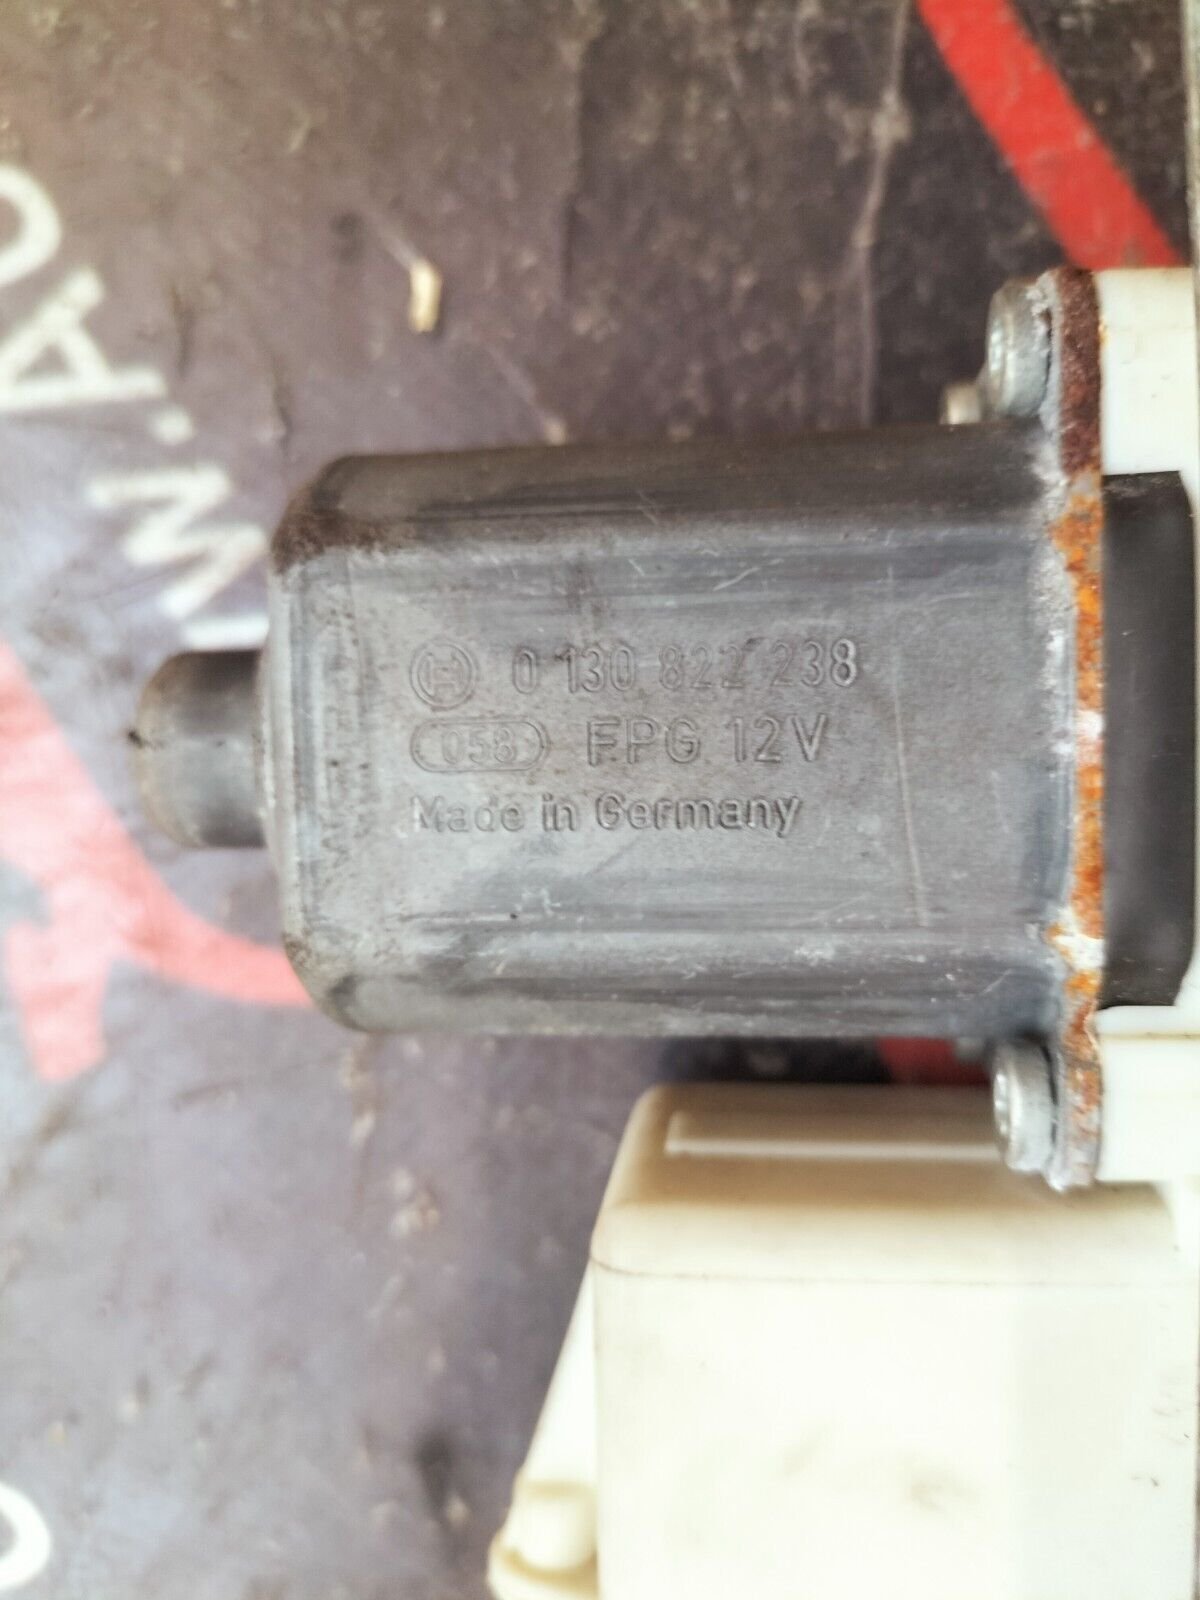 0 130 822 238
058 FPG 12V
Made in Germany